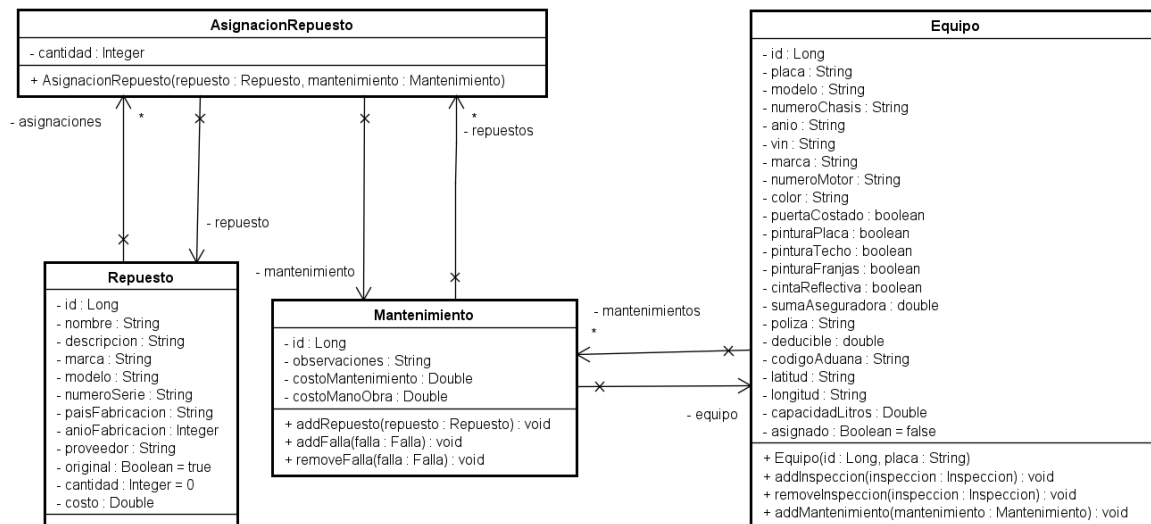 AsignacionRepuesto
- cantidad : Integer
+ AsignacionRepuesto(repuesto : Repuesto, mantenimiento : Mantenimiento)
- asignaciones
*
*
- repuestos
- repuesto
- mantenimiento
Repuesto
- id : Long
- nombre : String
- descripcion : String
- marca : String
- modelo : String
- numeroSerie : String
- paisFabricacion : String
- anioFabricacion : Integer
- proveedor : String
- original : Boolean = true
- cantidad : Integer = 0
- costo : Double
Mantenimiento
- id : Long
- observaciones : String
- costoMantenimiento : Double
- costoManoObra : Double
+ addRepuesto(repuesto : Repuesto) : void
+ addFalla(falla : Falla) : void
+ removeFalla(falla : Falla) : void
- mantenimientos
*
- equipo
Equipo
- id : Long
- placa : String
- modelo : String
- numeroChasis : String
- anio : String
- vin : String
- marca : String
- numeroMotor : String
- color : String
- puertaCostado : boolean
- pinturaPlaca : boolean
- pinturaTecho : boolean
- pinturaFranjas : boolean
- cintaReflectiva : boolean
- sumaAseguradora : double
- poliza : String
- deducible : double
- codigoAduana : String
- latitud : String
- longitud : String
- capacidadLitros : Double
- asignado : Boolean = false
+ Equipo(id : Long, placa : String)
+ addInspeccion(inspeccion : Inspeccion) : void
+ removeInspeccion(inspeccion : Inspeccion) : void
+ addMantenimiento(mantenimiento : Mantenimiento) : void